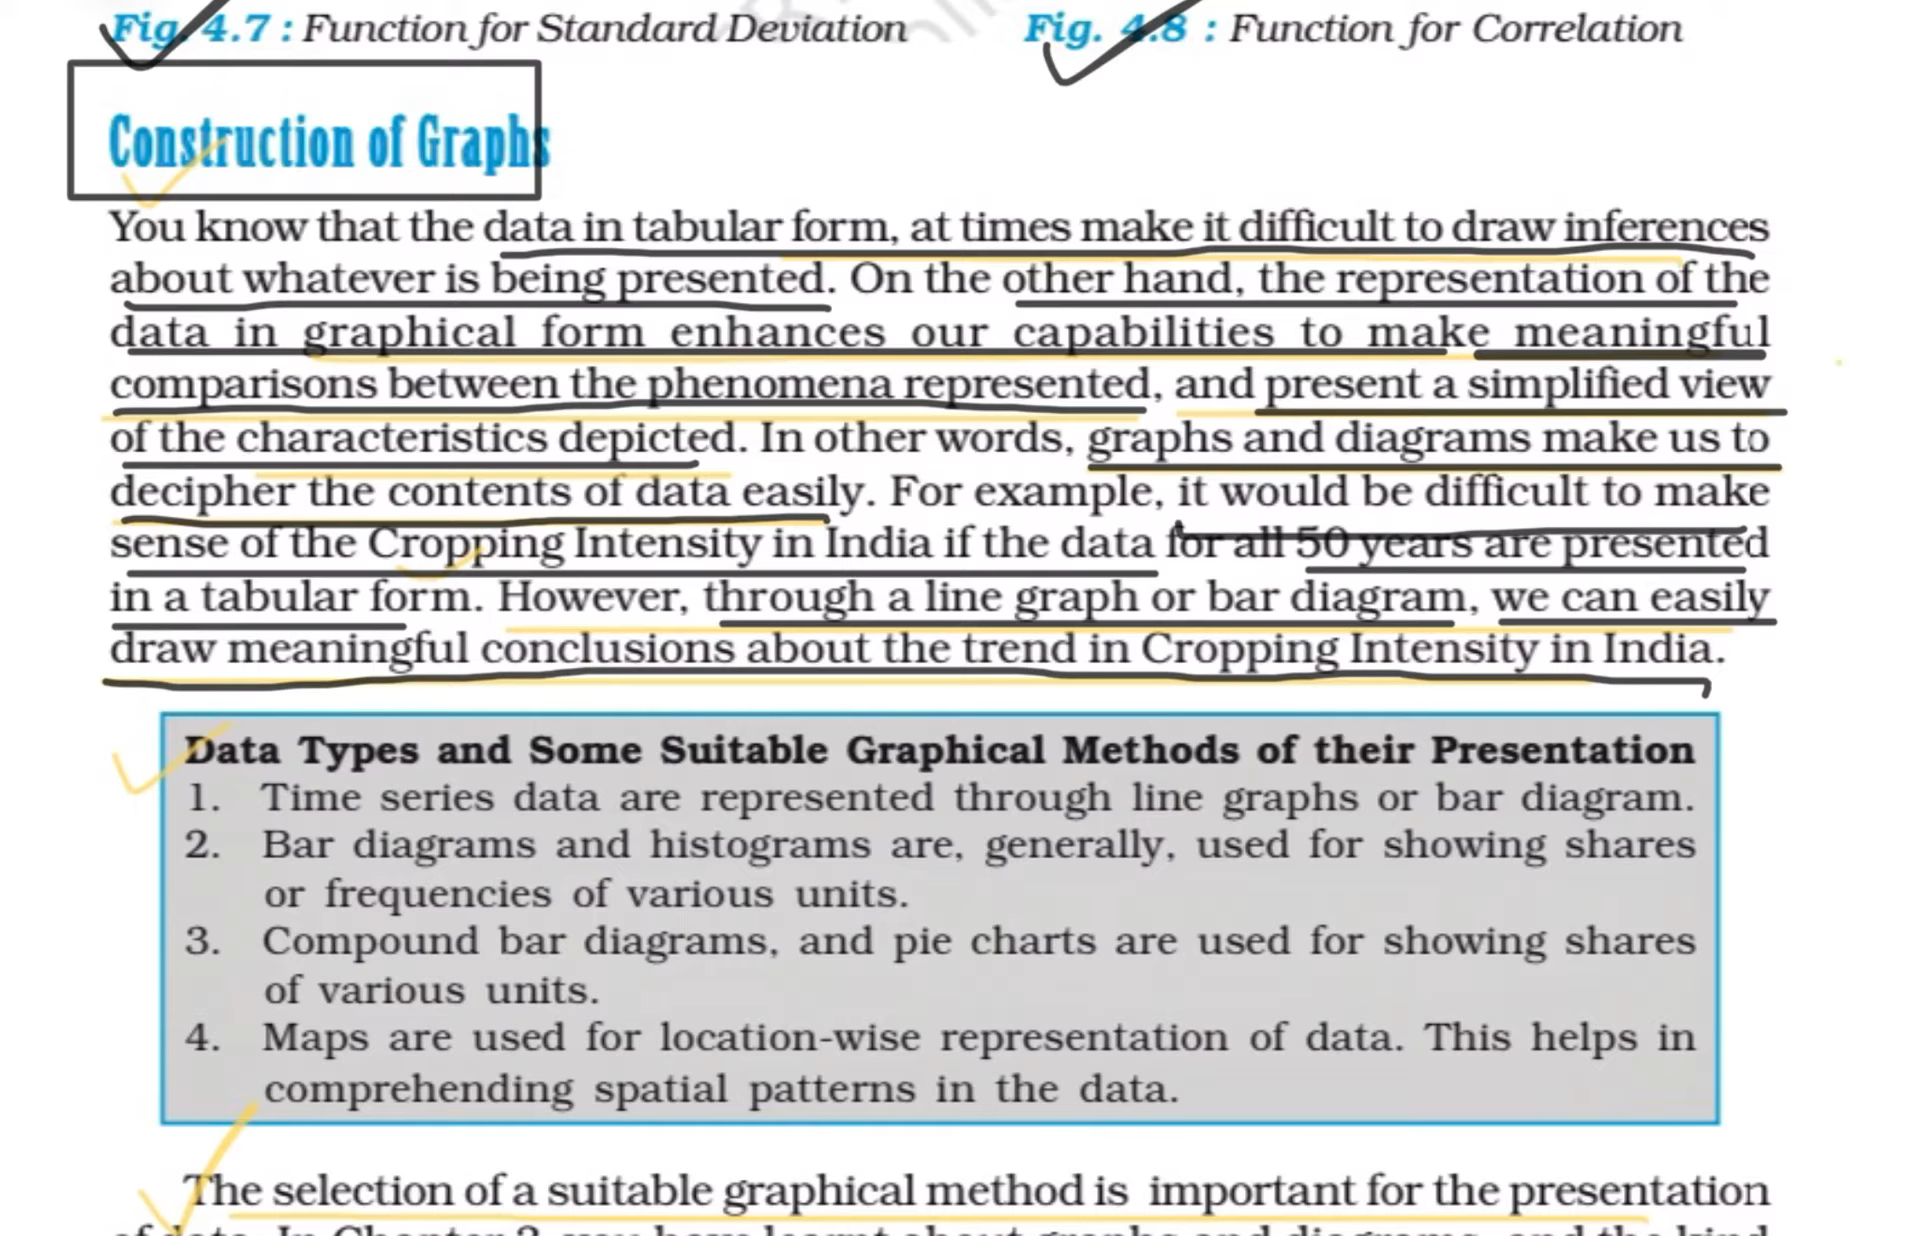 Fig. 4.7 : Function for Standard Deviation
Fig. 4.8 : Function for Correlation
Construction of Graphs
You know that the data in tabular form, at times make it difficult to draw inferences
about whatever is being presented. On the other hand, the representation of the
data in graphical form enhances our capabilities to make meaningful
comparisons between the phenomena represented, and present a simplified view
of the characteristics depicted. In other words, graphs and diagrams make us to
decipher the contents of data easily. For example, it would be difficult to make
sense of the Cropping Intensity in India if the data for all 50 years are presented
in a tabular form. However, through a line graph or bar diagram, we can easily
draw meaningful conclusions about the trend in Cropping Intensity in India.
Data Types and Some Suitable Graphical Methods of their Presentation
1. Time series data are represented through line graphs or bar diagram.
2. Bar diagrams and histograms are, generally, used for showing shares
or frequencies of various units.
3. Compound bar diagrams, and pie charts are used for showing shares
of various units.
4. Maps are used for location-wise representation of data. This helps in
comprehending spatial patterns in the data.
The selection of a suitable graphical method is important for the presentation